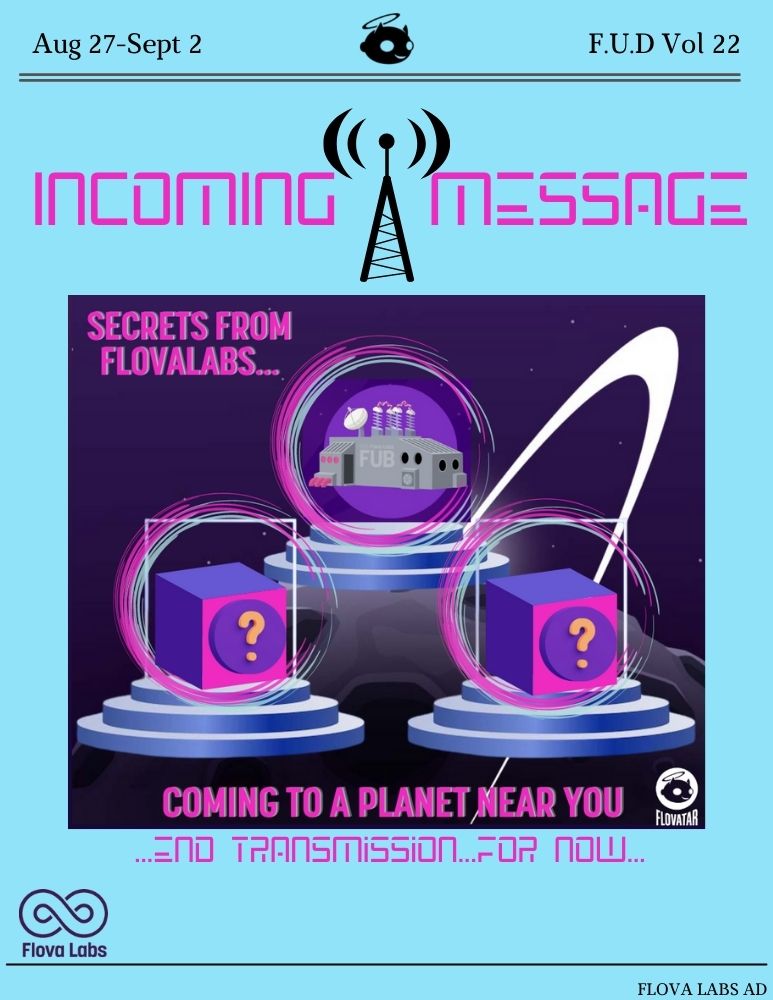 Aug 27-Sept 2
F.U.D Vol 22
INCOMING MESSAGE
SECRETS FROM
FLOVALABS...
FUB
?
?
COMING TO A PLANET NEAR YOU
FLOVATAR
...END TRANSMISSION...FOR NOW...
Flova Labs
FLOVA LABS AD